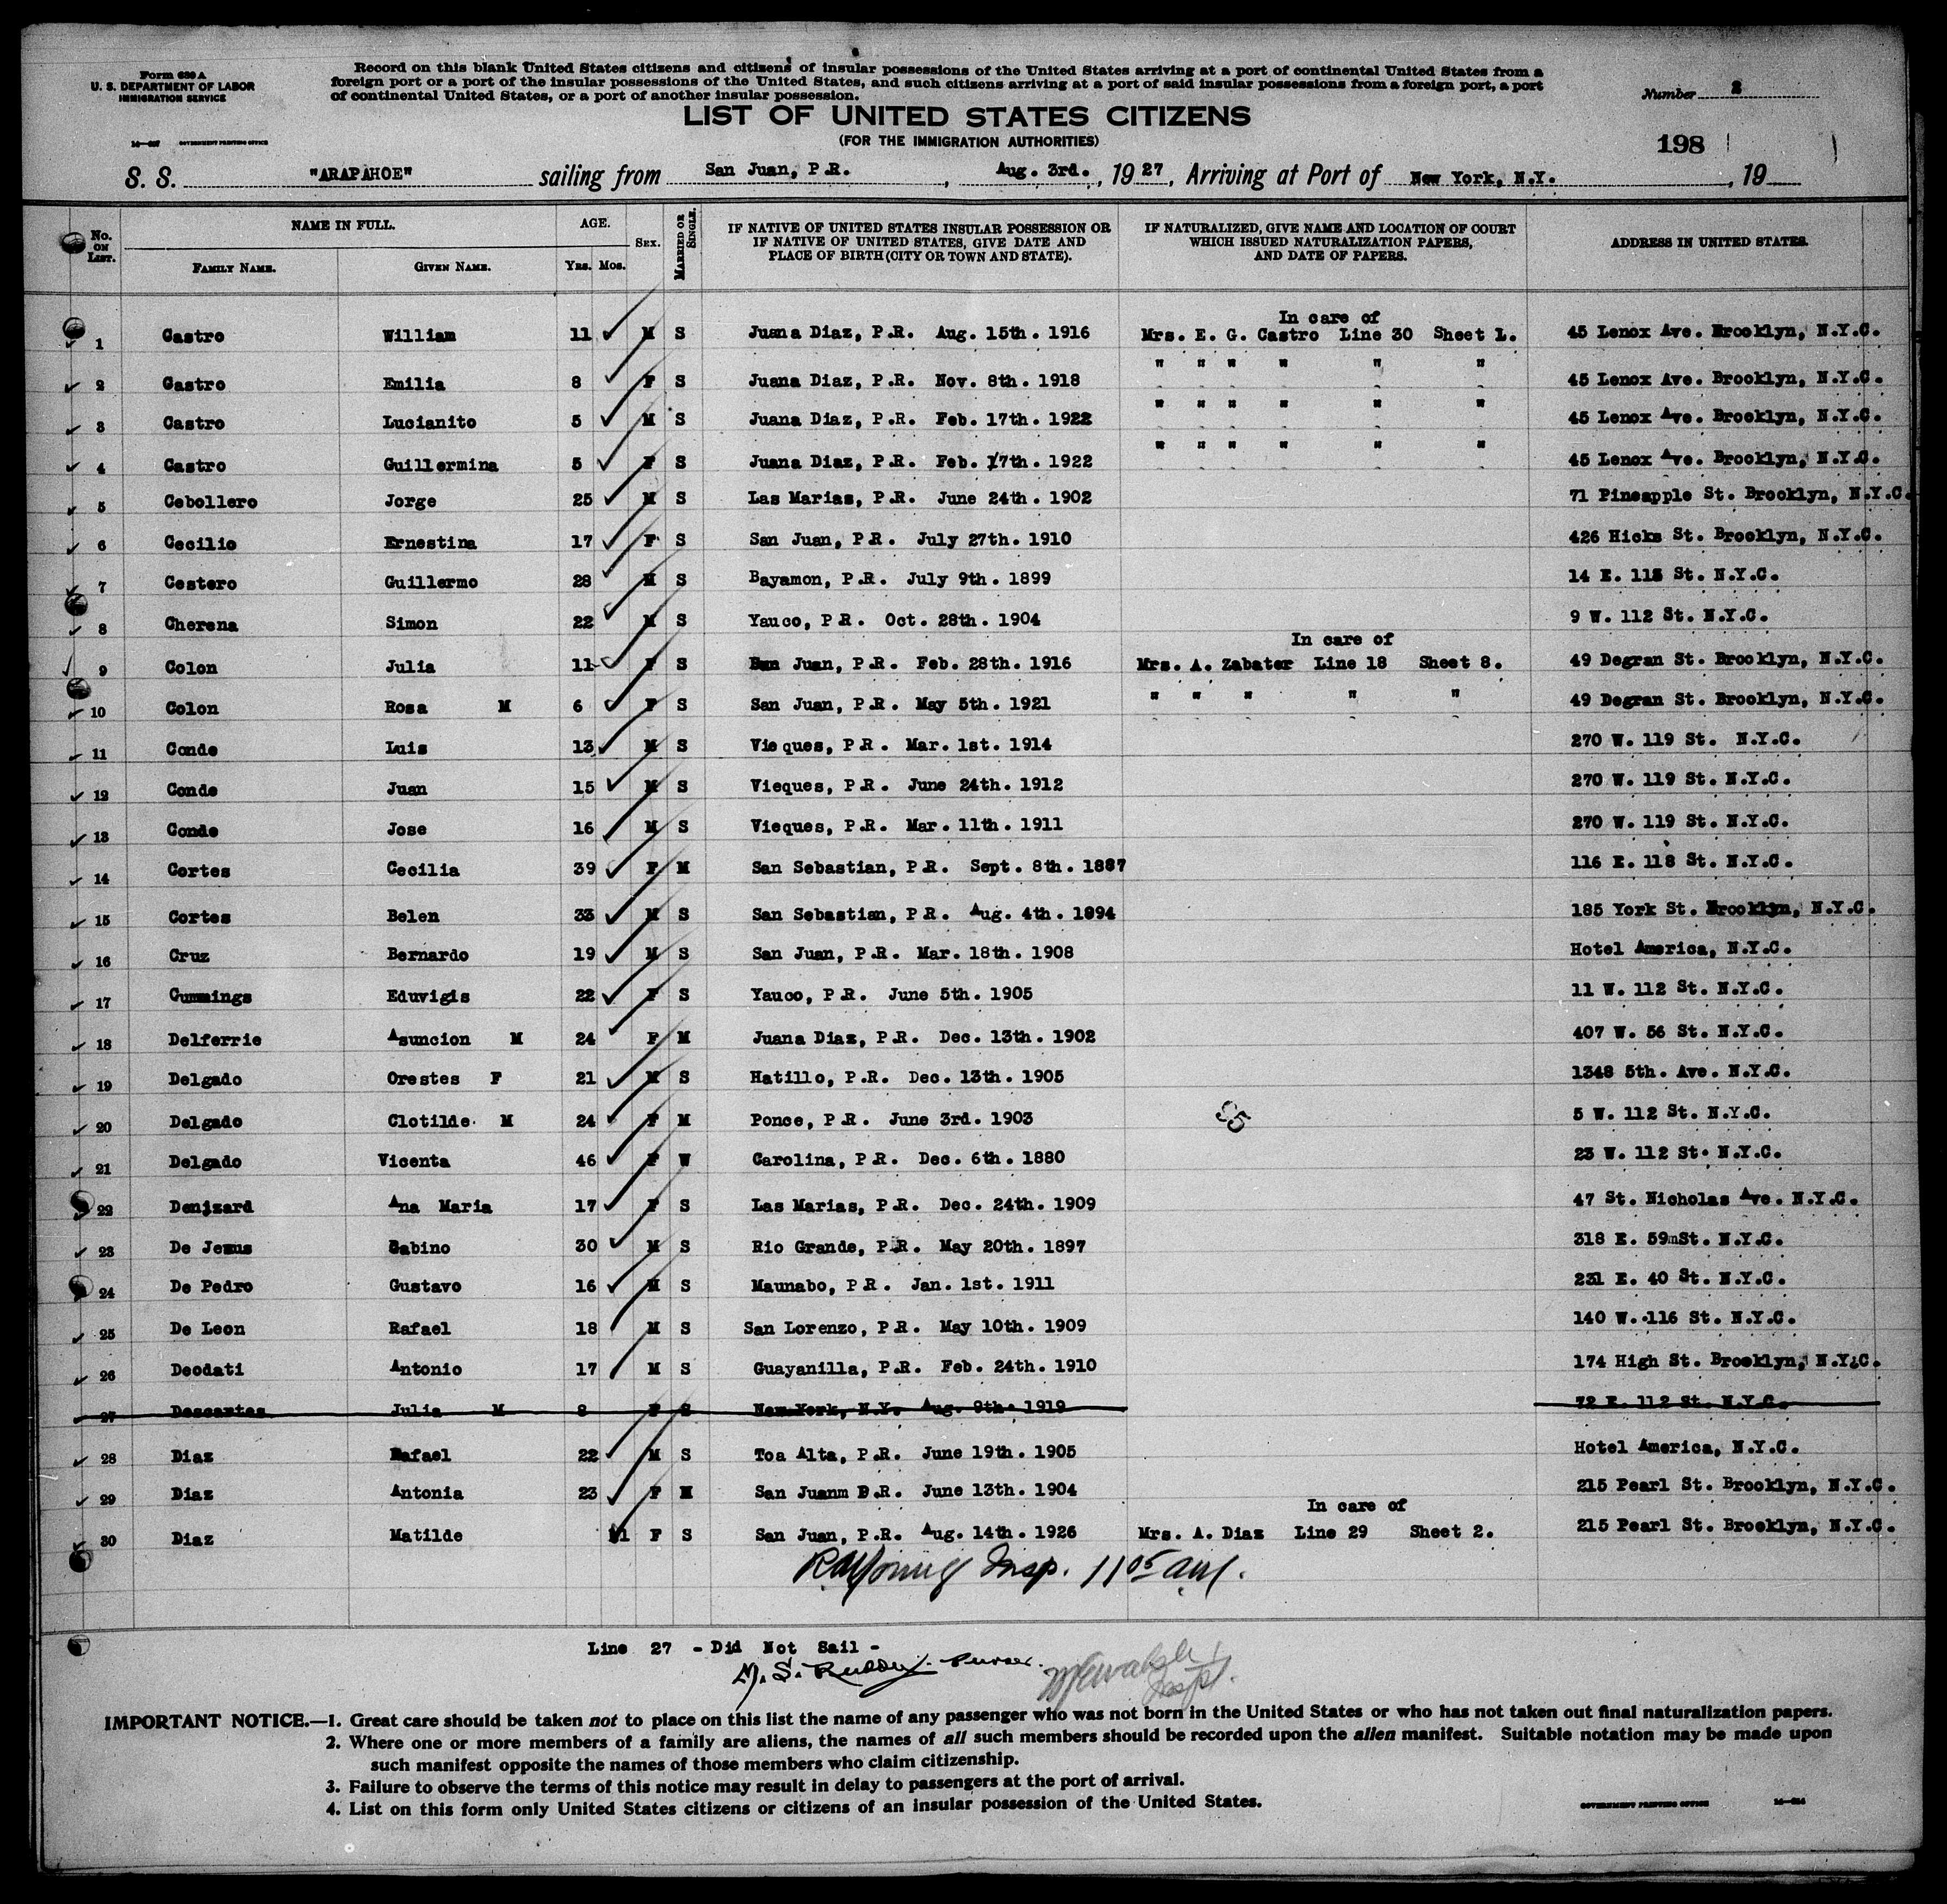 Form 630 A
U. S. DEPARTMENT OF LABOR
IMMIGRATION SERVICE
GOVERNMENT PRINTING OFFICE
Record on this blank United States citizens and citizens of insular possessions of the United States arriving at a port of continental United States from a
foreign port or a port of the insular possessions of the United States, and such citizens arriving at a port of said insular possessions from a foreign port, a port
of continental United States, or a port of another insular possession.
Number 2
LIST OF UNITED STATES CITIZENS
(FOR THE IMMIGRATION AUTHORITIES)
198
S. S. "ARAPAHOE" sailing from San Juan, P.R. , Aug. 3rd. , 19 27 , Arriving at Port of New York, N.Y. , 19
No. ON LIST. NAME IN FULL. AGE. SEX. MARRIED OR SINGLE. IF NATIVE OF UNITED STATES INSULAR POSSESSION OR IF NATIVE OF UNITED STATES, GIVE DATE AND PLACE OF BIRTH (CITY OR TOWN AND STATE). IF NATURALIZED, GIVE NAME AND LOCATION OF COURT WHICH ISSUED NATURALIZATION PAPERS, AND DATE OF PAPERS. ADDRESS IN UNITED STATES.
FAMILY NAME. GIVEN NAME. YRS. MOS.
In care of
1 Castro William 11 M S Juana Diaz, P.R. Aug. 15th. 1916 Mrs. E. G. Castro Line 30 Sheet 1. 45 Lenox Ave. Brooklyn, N.Y.C.
2 Castro Emilia 8 F S Juana Diaz, P.R. Nov. 8th. 1918 " " " " " " 45 Lenox Ave. Brooklyn, N.Y.C.
3 Castro Lucianito 5 M S Juana Diaz, P.R. Feb. 17th. 1922 " " " " " " 45 Lenox Ave. Brooklyn, N.Y.C.
4 Castro Guillermina 5 F S Juana Diaz, P.R. Feb. 17th. 1922 " " " " " " 45 Lenox Ave. Brooklyn, N.Y.C.
5 Cebollero Jorge 25 M S Las Marias, P.R. June 24th. 1902 71 Pineapple St. Brooklyn, N.Y.C.
6 Cecilio Ernestina 17 F S San Juan, P.R. July 27th. 1910 426 Hicks St. Brooklyn, N.Y.C.
7 Cestero Guillermo 28 M S Bayamon, P.R. July 9th. 1899 14 E. 115 St. N.Y.C.
8 Cherena Simon 22 M S Yauco, P.R. Oct. 28th. 1904 9 W. 112 St. N.Y.C.
In care of
9 Colon Julia 11 F S San Juan, P.R. Feb. 28th. 1916 Mrs. A. Zabater Line 18 Sheet 8. 49 Degran St. Brooklyn, N.Y.C.
10 Colon Rosa M 6 F S San Juan, P.R. May 5th. 1921 " " " " " 49 Degran St. Brooklyn, N.Y.C.
11 Conde Luis 13 M S Vieques, P.R. Mar. 1st. 1914 270 W. 119 St. N.Y.C.
12 Conde Juan 15 M S Vieques, P.R. June 24th. 1912 270 W. 119 St. N.Y.C.
13 Conde Jose 16 M S Vieques, P.R. Mar. 11th. 1911 270 W. 119 St. N.Y.C.
14 Cortes Cecilia 39 F M San Sebastian, P.R. Sept. 8th. 1887 116 E. 118 St. N.Y.C.
15 Cortes Belen 33 M S San Sebastian, P.R. Aug. 4th. 1894 185 York St. Brooklyn, N.Y.C.
16 Cruz Bernardo 19 M S San Juan, P.R. Mar. 18th. 1908 Hotel America, N.Y.C.
17 Cummings Eduvigis 22 F S Yauco, P.R. June 5th. 1905 11 W. 112 St. N.Y.C.
18 Delferrie Asuncion M 24 F M Juana Diaz, P.R. Dec. 13th. 1902 407 W. 56 St. N.Y.C.
19 Delgado Orestes F 21 M S Hatillo, P.R. Dec. 13th. 1905 1348 5th. Ave. N.Y.C.
20 Delgado Clotilde M 24 F M Ponce, P.R. June 3rd. 1903 95 5 W. 112 St. N.Y.C.
21 Delgado Vicenta 46 F W Carolina, P.R. Dec. 6th. 1880 23 W. 112 St. N.Y.C.
22 Denizard Ana Maria 17 F S Las Marias, P.R. Dec. 24th. 1909 47 St. Nicholas Ave. N.Y.C.
23 De Jesus Sabino 30 M S Rio Grande, P.R. May 20th. 1897 318 E. 59mSt. N.Y.C.
24 De Pedro Gustavo 16 M S Maunabo, P.R. Jan. 1st. 1911 231 E. 40 St. N.Y.C.
25 De Leon Rafael 18 M S San Lorenzo, P.R. May 10th. 1909 140 W. 116 St. N.Y.C.
26 Deodati Antonio 17 M S Guayanilla, P.R. Feb. 24th. 1910 174 High St. Brooklyn, N.Y.C.
27 Descartes Julia M 8 F S New York, N.Y. Aug. 9th. 1919 72 E. 112 St. N.Y.C.
28 Diaz Rafael 22 M S Toa Alta, P.R. June 19th. 1905 Hotel America, N.Y.C.
29 Diaz Antonia 23 F M San Juanm P.R. June 13th. 1904 215 Pearl St. Brooklyn, N.Y.C.
In care of
30 Diaz Matilde 11 F S San Juan, P.R. Aug. 14th. 1926 Mrs. A. Diaz Line 29 Sheet 2. 215 Pearl St. Brooklyn, N.Y.C.
Insp. 11 05 am.
Line 27 - Did Not Sail -
M. S. Ruddy. Purser. Inspt.
IMPORTANT NOTICE.—1. Great care should be taken not to place on this list the name of any passenger who was not born in the United States or who has not taken out final naturalization papers.
2. Where one or more members of a family are aliens, the names of all such members should be recorded upon the alien manifest. Suitable notation may be made upon
such manifest opposite the names of those members who claim citizenship.
3. Failure to observe the terms of this notice may result in delay to passengers at the port of arrival.
4. List on this form only United States citizens or citizens of an insular possession of the United States.
GOVERNMENT PRINTING OFFICE